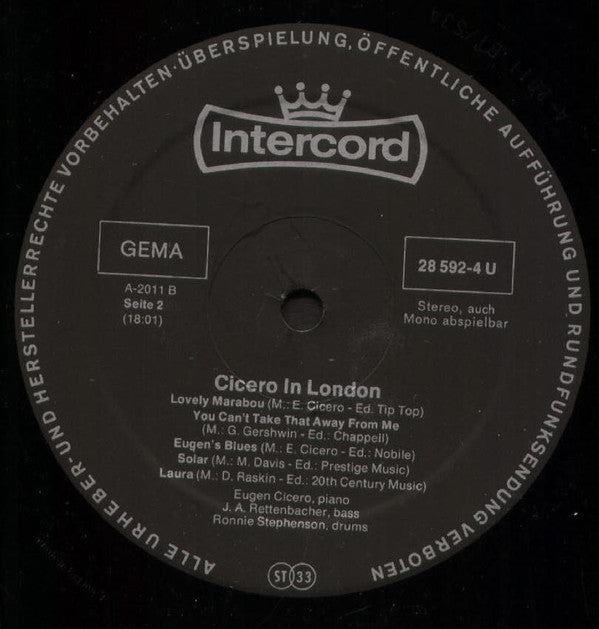 ALLE URHEBER- UND HERSTELLERRECHTE VORBEHALTEN·ÜBERSPIELUNG, ÖFFENTLICHE AUFFÜHRUNG UND RUNDFUNKSENDUNG VERBOTEN
Intercord
GEMA
A-2011 B
Seite 2
(18:01)
28 592-4 U
Stereo, auch
Mono abspielbar
Cicero In London
Lovely Marabou (M.: E. Cicero - Ed. Tip Top)
You Can't Take That Away From Me
(M.: G. Gershwin - Ed.: Chappell)
Eugen's Blues (M.: E. Cicero - Ed.: Nobile)
Solar (M.: M. Davis - Ed.: Prestige Music)
Laura (M.: D. Raskin - Ed.: 20th Century Music)
Eugen Cicero, piano
J. A. Rettenbacher, bass
Ronnie Stephenson, drums
ST 33